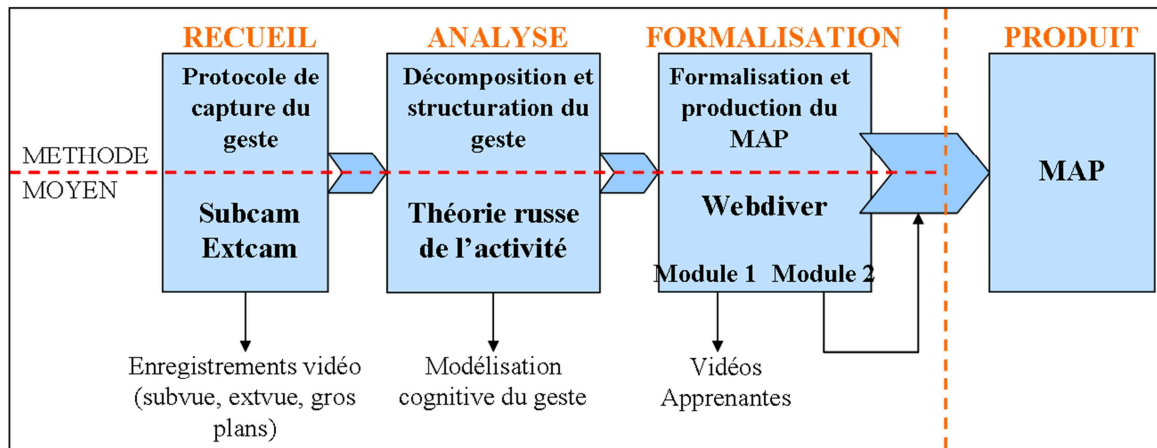 RECUEIL
ANALYSE
FORMALISATION
PRODUIT
Protocole de
capture du
geste
Décomposition et
structuration du
geste
Formalisation et
production du
MAP
METHODE
MOYEN
MAP
Subcam
Extcam
Théorie russe
de l'activité
Webdiver
Module 1
Module 2
Enregistrements vidéo
(subvue, extvue, gros
plans)
Modélisation
cognitive du geste
Vidéos
Apprenantes